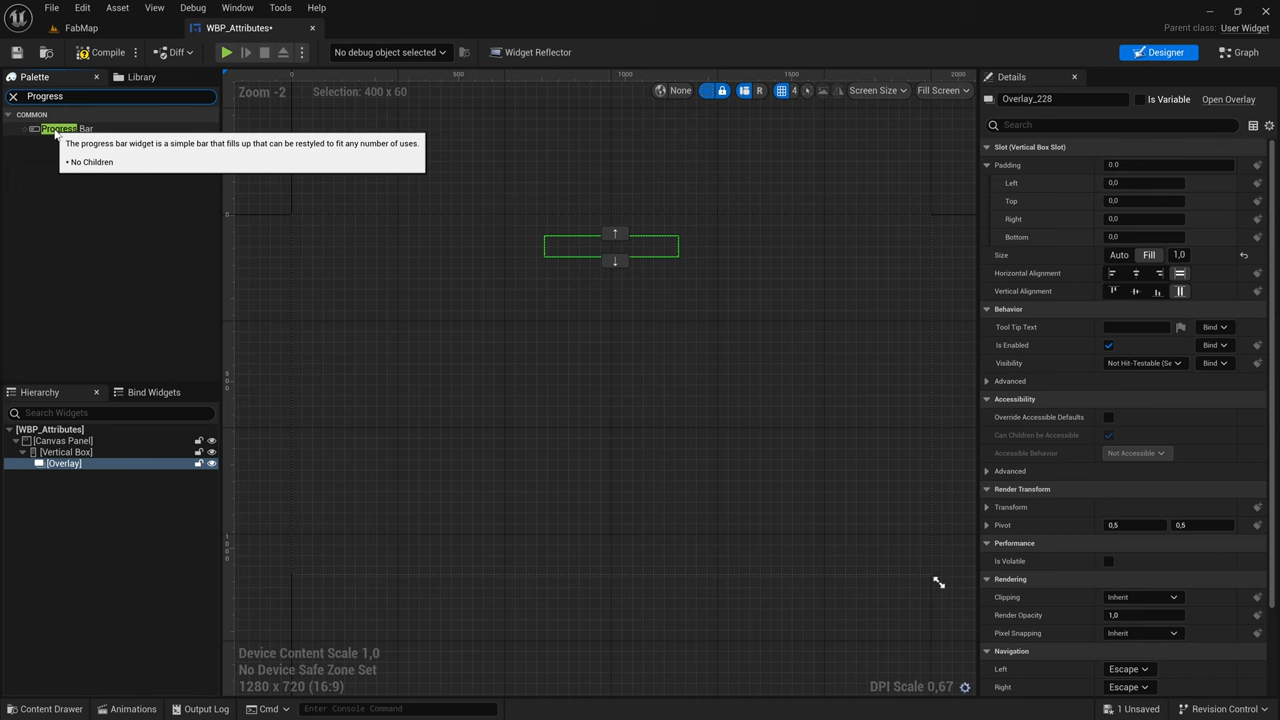 File Edit Asset View Debug Window Tools Help
FabMap
WBP_Attributes*
Parent class: User Widget
Compile
Diff
No debug object selected
Widget Reflector
Designer
Graph
Palette
Library
Progress
COMMON
Progress Bar
The progress bar widget is a simple bar that fills up that can be restyled to fit any number of uses.
• No Children
Hierarchy
Bind Widgets
Search Widgets
[WBP_Attributes]
[Canvas Panel]
[Vertical Box]
[Overlay]
0 500 1000 1500 2000
Zoom -2
Selection: 400 x 60
None
R
4
Screen Size
Fill Screen
0
500
1000
Device Content Scale 1,0
No Device Safe Zone Set
1280 x 720 (16:9)
DPI Scale 0,67
Details
Overlay_228
Is Variable
Open Overlay
Search
Slot (Vertical Box Slot)
Padding 0.0
Left 0,0
Top 0,0
Right 0,0
Bottom 0,0
Size Auto Fill 1,0
Horizontal Alignment
Vertical Alignment
Behavior
Tool Tip Text Bind
Is Enabled Bind
Visibility Not Hit-Testable (Se Bind
Advanced
Accessibility
Override Accessible Defaults
Can Children be Accessible
Accessible Behavior Not Accessible
Advanced
Render Transform
Transform
Pivot 0,5 0,5
Performance
Is Volatile
Rendering
Clipping Inherit
Render Opacity 1,0
Pixel Snapping Inherit
Navigation
Left Escape
Right Escape
Content Drawer
Animations
Output Log
Cmd
Enter Console Command
1 Unsaved
Revision Control